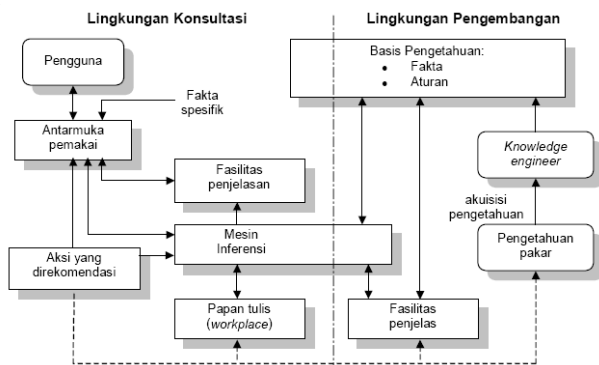 Lingkungan Konsultasi
Lingkungan Pengembangan
Pengguna
Basis Pengetahuan:
• Fakta
• Aturan
Fakta
spesifik
Antarmuka
pemakai
Knowledge
engineer
Fasilitas
penjelasan
akuisisi
pengetahuan
Mesin
Inferensi
Pengetahuan
pakar
Aksi yang
direkomendasi
Papan tulis
(workplace)
Fasilitas
penjelas